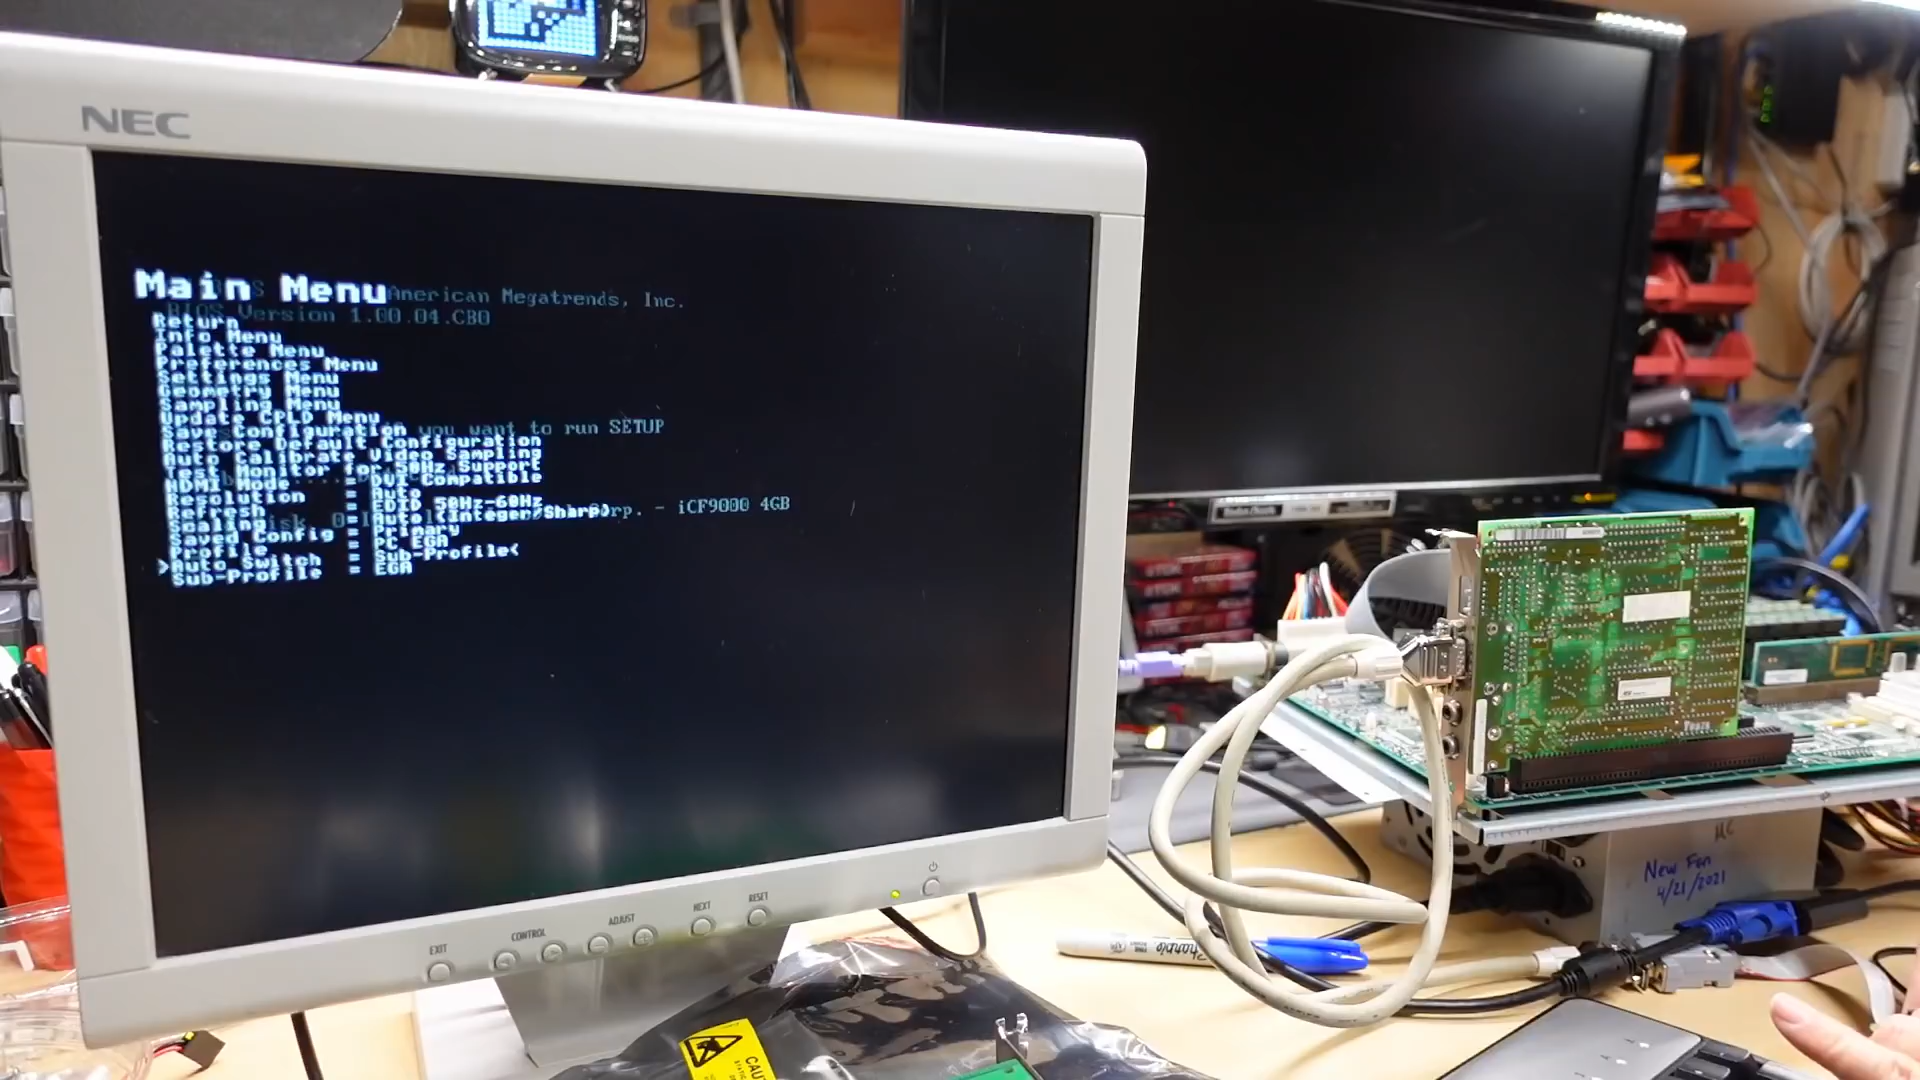 NEC
Main Menu
American Megatrends, Inc.
BIOS Version 1.00.04.CB0
Return
Info Menu
Palette Menu
Preferences Menu
Settings Menu
Geometry Menu
Sampling Menu
Update CPLD Menu
Save Configuration you want to run SETUP
Restore Default Configuration
Auto Calibrate Video Sampling
Test Monitor for 50Hz Support
HDMI Mode = DVI Compatible
Resolution = Auto
Refresh = EDID 50Hz-60Hz
Scaling = Auto (Integer/Sharp) Corp. - iCF9000 4GB
Saved Config = Primary
Profile = PC EGA
>Auto Switch = Sub-Profile<
Sub-Profile = EGA
EXIT
CONTROL
ADJUST
NEXT
RESET
New Fan
4/21/2021
Sharpie
CAU